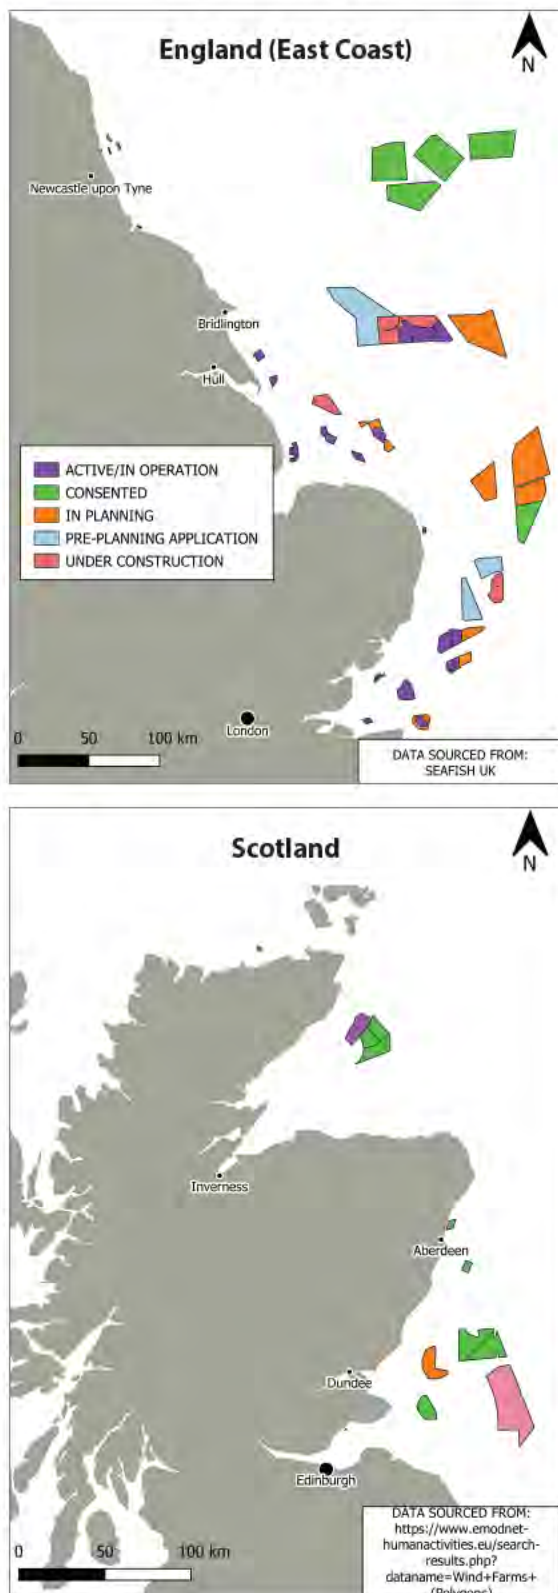 England (East Coast)
N
Newcastle upon Tyne
Bridlington
Hull
ACTIVE/IN OPERATION
CONSENTED
IN PLANNING
PRE-PLANNING APPLICATION
UNDER CONSTRUCTION
London
0 50 100 km
DATA SOURCED FROM:
SEAFISH UK
Scotland
N
Inverness
Aberdeen
Dundee
Edinburgh
0 50 100 km
DATA SOURCED FROM:
https://www.emodnet-
humanactivities.eu/search-
results.php?
dataname=Wind+Farms+
(Polygons)